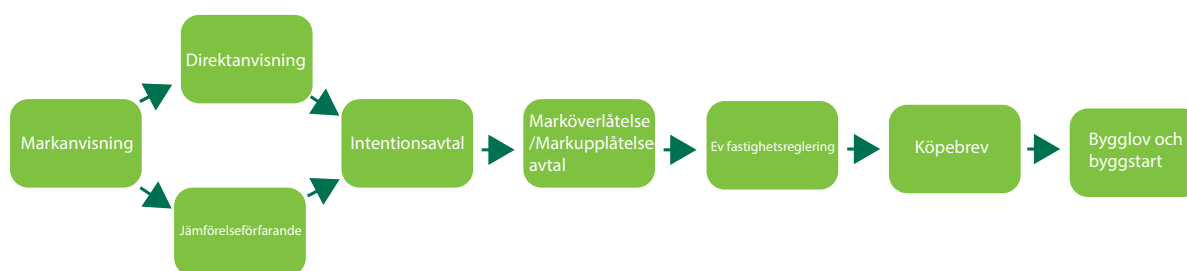 Markanvisning
Direktanvisning
Jämförelseförfarande
Intentionsavtal
Marköverlåtelse
/Markupplåtelse
avtal
Ev fastighetsreglering
Köpebrev
Bygglov och
byggstart